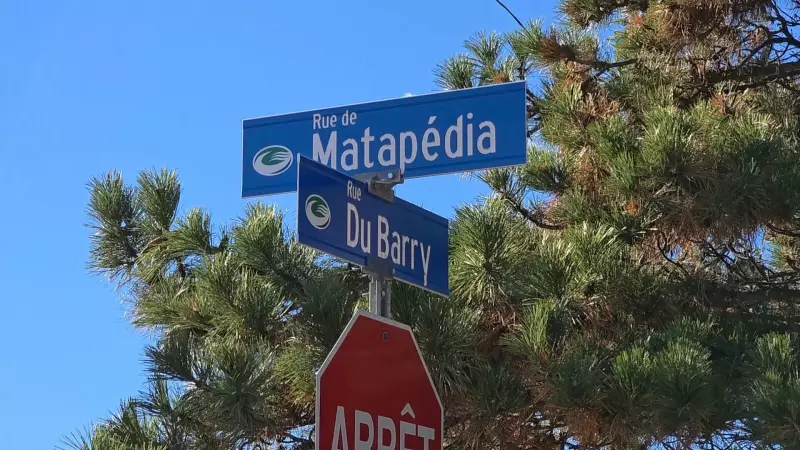 Rue de
Matapédia
Rue
Du Barry
ARRÊT